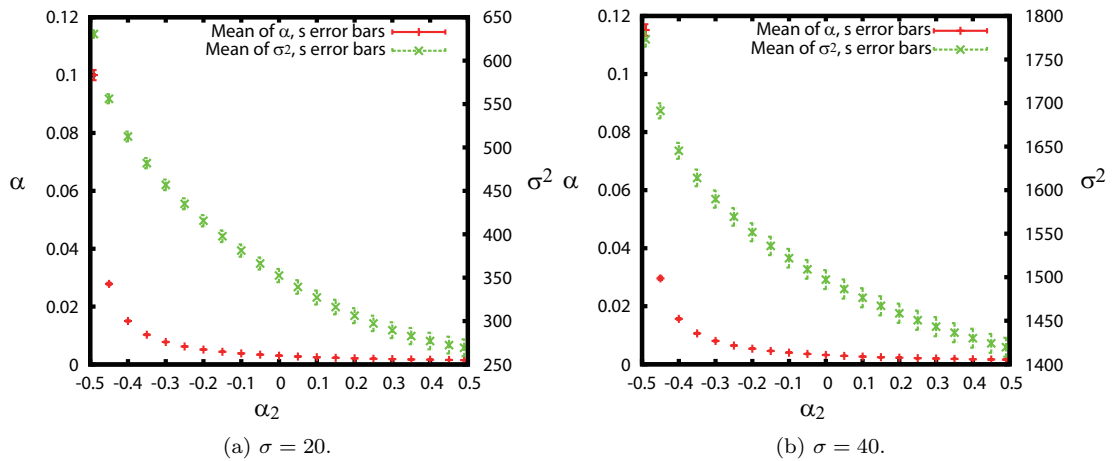 Mean of α, s error bars
Mean of σ2, s error bars
0.12
0.1
0.08
0.06
0.04
0.02
0
α
650
600
550
500
450
400
350
300
250
σ²
-0.5 -0.4 -0.3 -0.2 -0.1 0 0.1 0.2 0.3 0.4 0.5
α₂
(a) σ = 20.
Mean of α, s error bars
Mean of σ2, s error bars
0.12
0.1
0.08
0.06
0.04
0.02
0
α
1800
1750
1700
1650
1600
1550
1500
1450
1400
σ²
-0.5 -0.4 -0.3 -0.2 -0.1 0 0.1 0.2 0.3 0.4 0.5
α₂
(b) σ = 40.